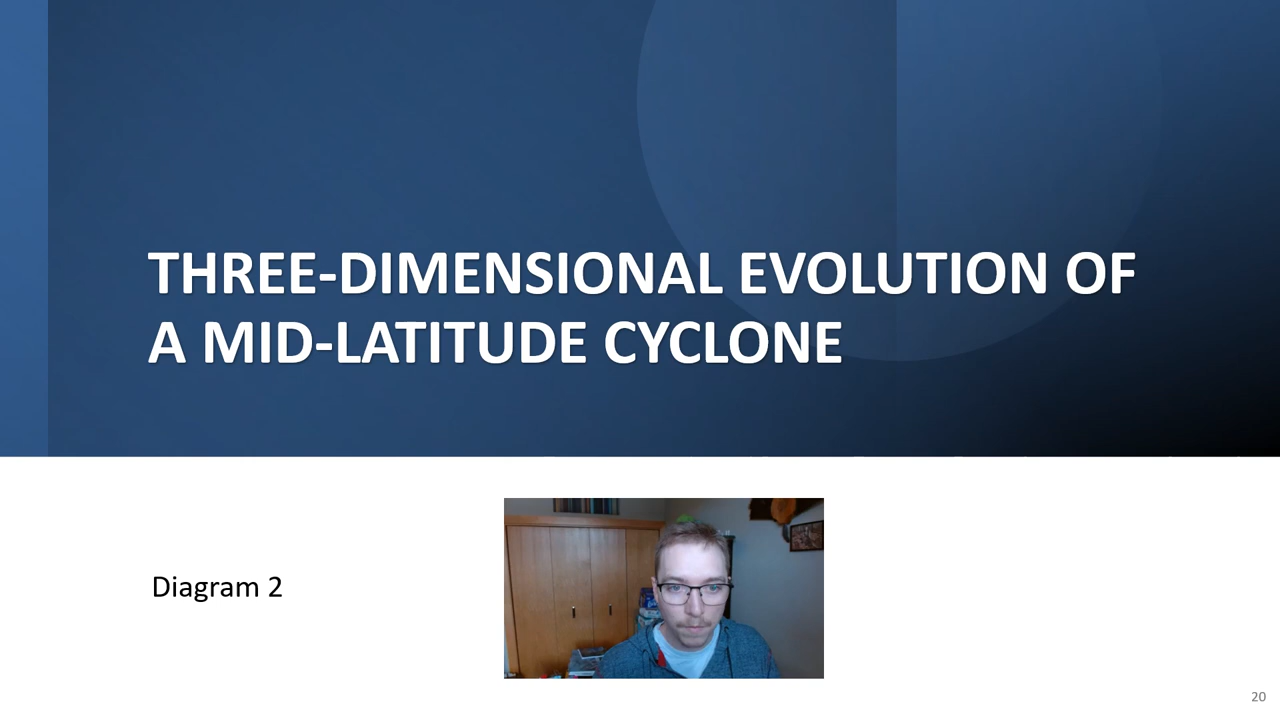 THREE-DIMENSIONAL EVOLUTION OF
A MID-LATITUDE CYCLONE
Diagram 2
20